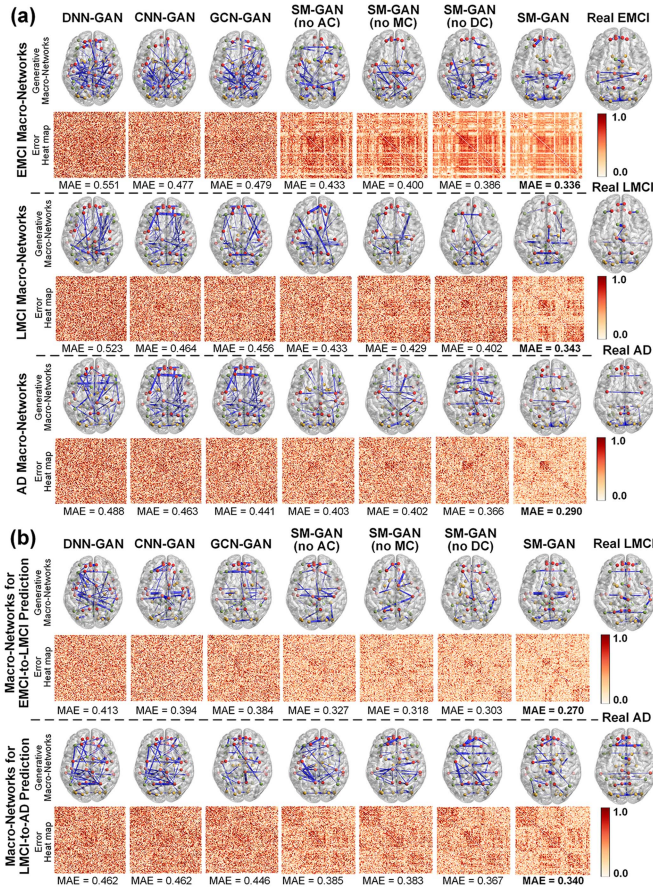 (a)
DNN-GAN CNN-GAN GCN-GAN SM-GAN (no AC) SM-GAN (no MC) SM-GAN (no DC) SM-GAN Real EMCI
EMCI Macro-Networks
Generative Macro-Networks
Error Heat map
1.0
0.0
MAE = 0.551 MAE = 0.477 MAE = 0.479 MAE = 0.433 MAE = 0.400 MAE = 0.386 MAE = 0.336
Real LMCI
LMCI Macro-Networks
Generative Macro-Networks
Error Heat map
1.0
0.0
MAE = 0.523 MAE = 0.464 MAE = 0.456 MAE = 0.433 MAE = 0.429 MAE = 0.402 MAE = 0.343
Real AD
AD Macro-Networks
Generative Macro-Networks
Error Heat map
1.0
0.0
MAE = 0.488 MAE = 0.463 MAE = 0.441 MAE = 0.403 MAE = 0.402 MAE = 0.366 MAE = 0.290
(b)
DNN-GAN CNN-GAN GCN-GAN SM-GAN (no AC) SM-GAN (no MC) SM-GAN (no DC) SM-GAN Real LMCI
Macro-Networks for
EMCI-to-LMCI Prediction
Generative Macro-Networks
Error Heat map
1.0
0.0
MAE = 0.413 MAE = 0.394 MAE = 0.384 MAE = 0.327 MAE = 0.318 MAE = 0.303 MAE = 0.270
Real AD
Macro-Networks for
LMCI-to-AD Prediction
Generative Macro-Networks
Error Heat map
1.0
0.0
MAE = 0.462 MAE = 0.462 MAE = 0.446 MAE = 0.385 MAE = 0.383 MAE = 0.367 MAE = 0.340